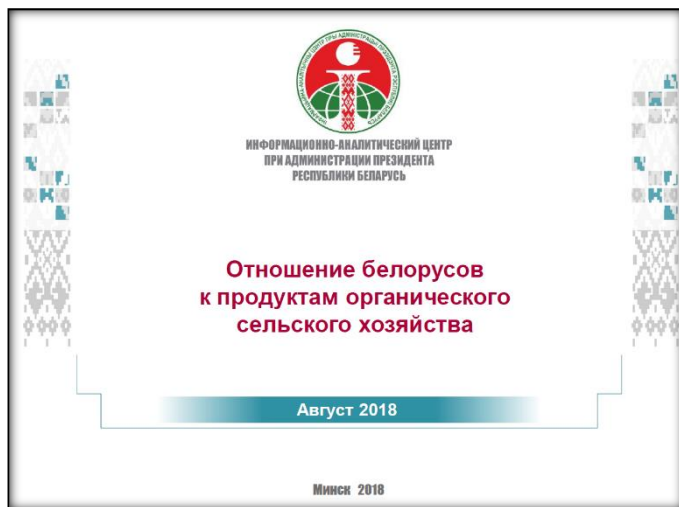 ИНФОРМАЦИОННО-АНАЛИТИЧЕСКИЙ ЦЕНТР
ПРИ АДМИНИСТРАЦИИ ПРЕЗИДЕНТА
РЕСПУБЛИКИ БЕЛАРУСЬ
Отношение белорусов
к продуктам органического
сельского хозяйства
Август 2018
Минск 2018